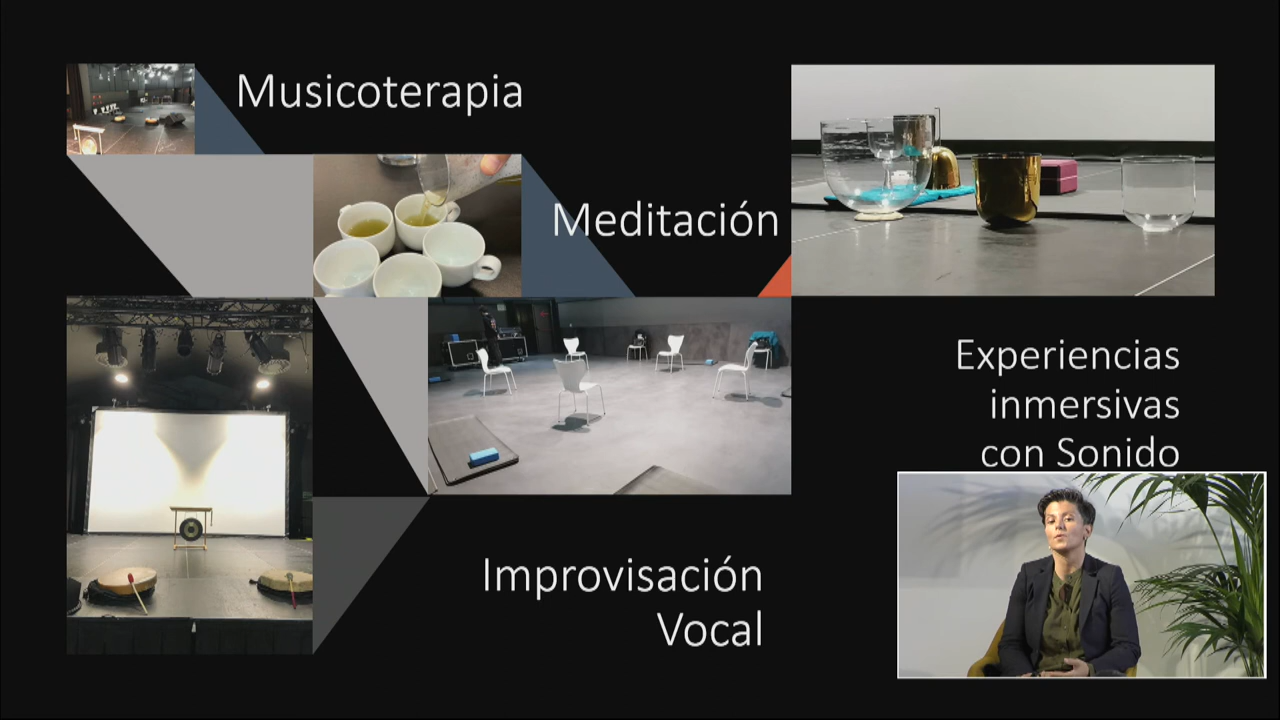 Musicoterapia
Meditación
Experiencias
inmersivas
con Sonido
Improvisación
Vocal